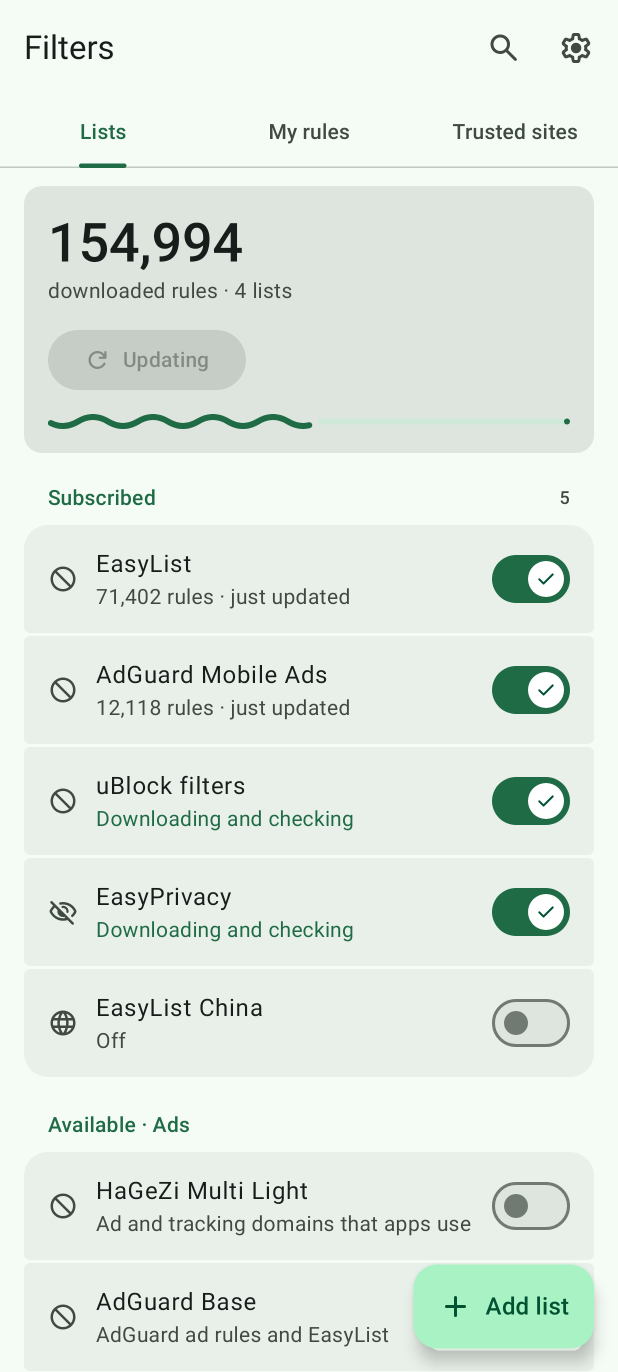 Filters
Lists
My rules
Trusted sites
154,994
downloaded rules · 4 lists
Updating
Subscribed
5
EasyList
71,402 rules · just updated
AdGuard Mobile Ads
12,118 rules · just updated
uBlock filters
Downloading and checking
EasyPrivacy
Downloading and checking
EasyList China
Off
Available · Ads
HaGeZi Multi Light
Ad and tracking domains that apps use
AdGuard Base
AdGuard ad rules and EasyList
Add list